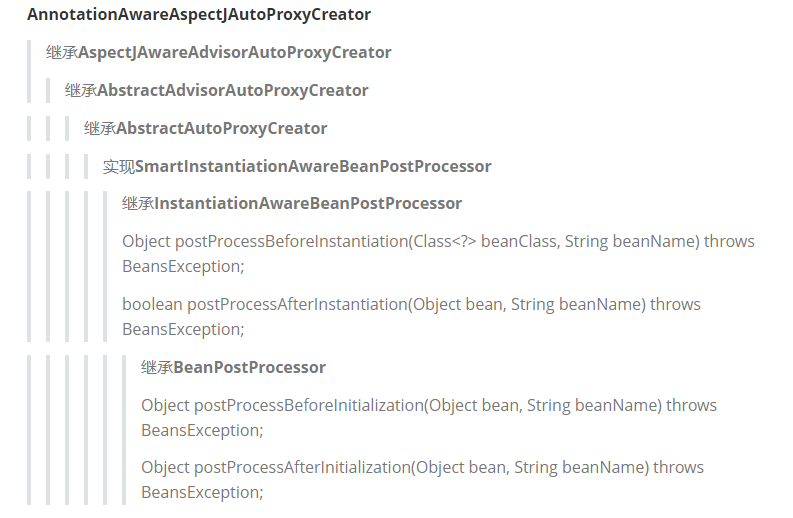 AnnotationAwareAspectJAutoProxyCreator
继承AspectJAwareAdvisorAutoProxyCreator
继承AbstractAdvisorAutoProxyCreator
继承AbstractAutoProxyCreator
实现SmartInstantiationAwareBeanPostProcessor
继承InstantiationAwareBeanPostProcessor
Object postProcessBeforeInstantiation(Class<?> beanClass, String beanName) throws
BeansException;
boolean postProcessAfterInstantiation(Object bean, String beanName) throws
BeansException;
继承BeanPostProcessor
Object postProcessBeforeInitialization(Object bean, String beanName) throws
BeansException;
Object postProcessAfterInitialization(Object bean, String beanName) throws
BeansException;